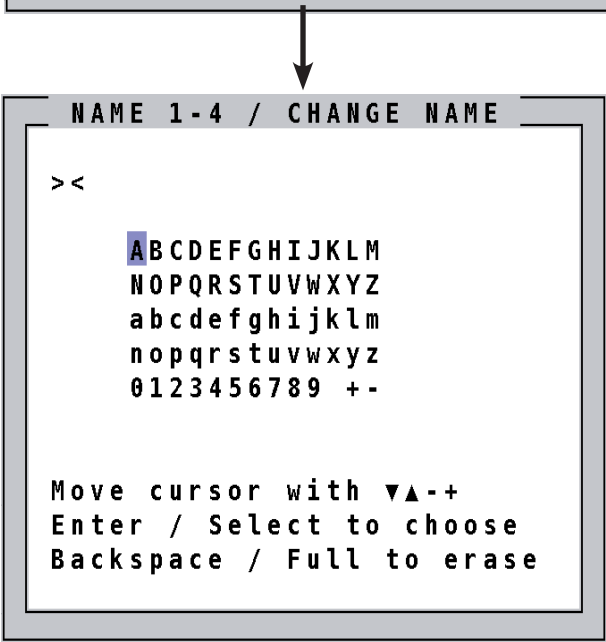 NAME 1-4 / CHANGE NAME
><
ABCDEFGHIJKLM
NOPQRSTUVWXYZ
abcdefghijklm
nopqrstuvwxyz
0123456789 +-
Move cursor with ▼▲-+
Enter / Select to choose
Backspace / Full to erase